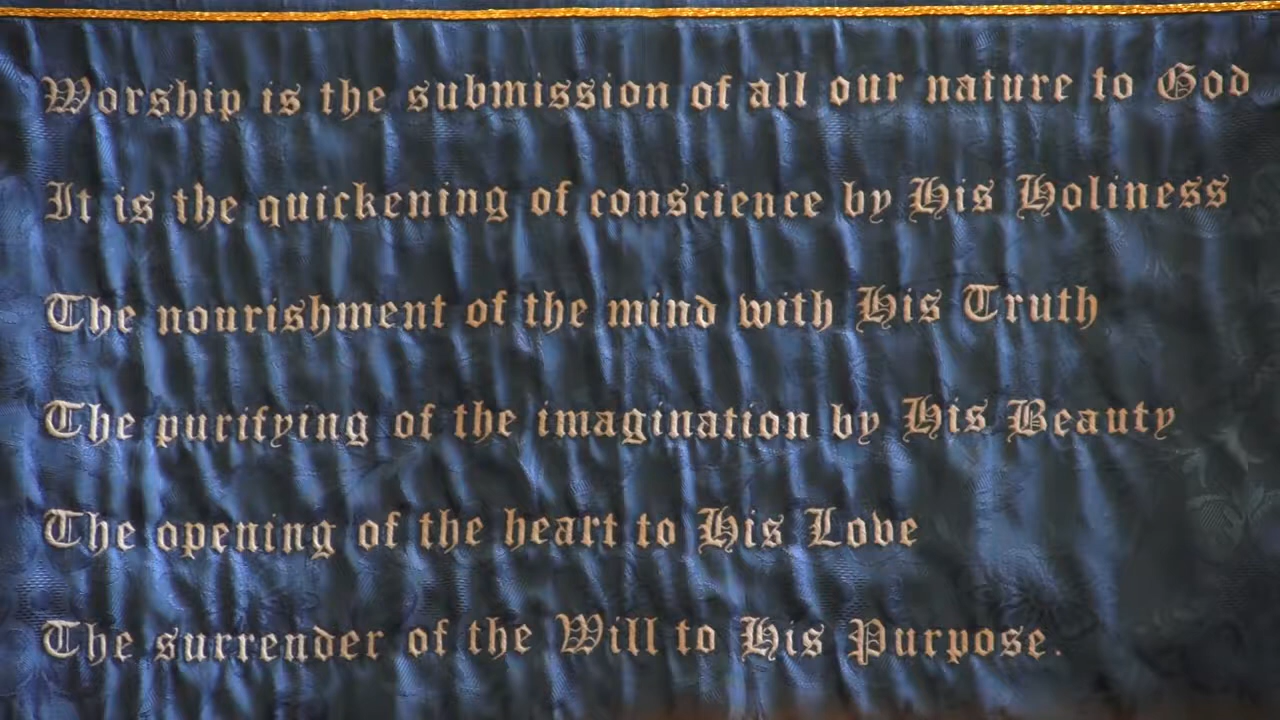 Worship is the submission of all our nature to God
It is the quickening of conscience by His Holiness
The nourishment of the mind with His Truth
The purifying of the imagination by His Beauty
The opening of the heart to His Love
The surrender of the Will to His Purpose.